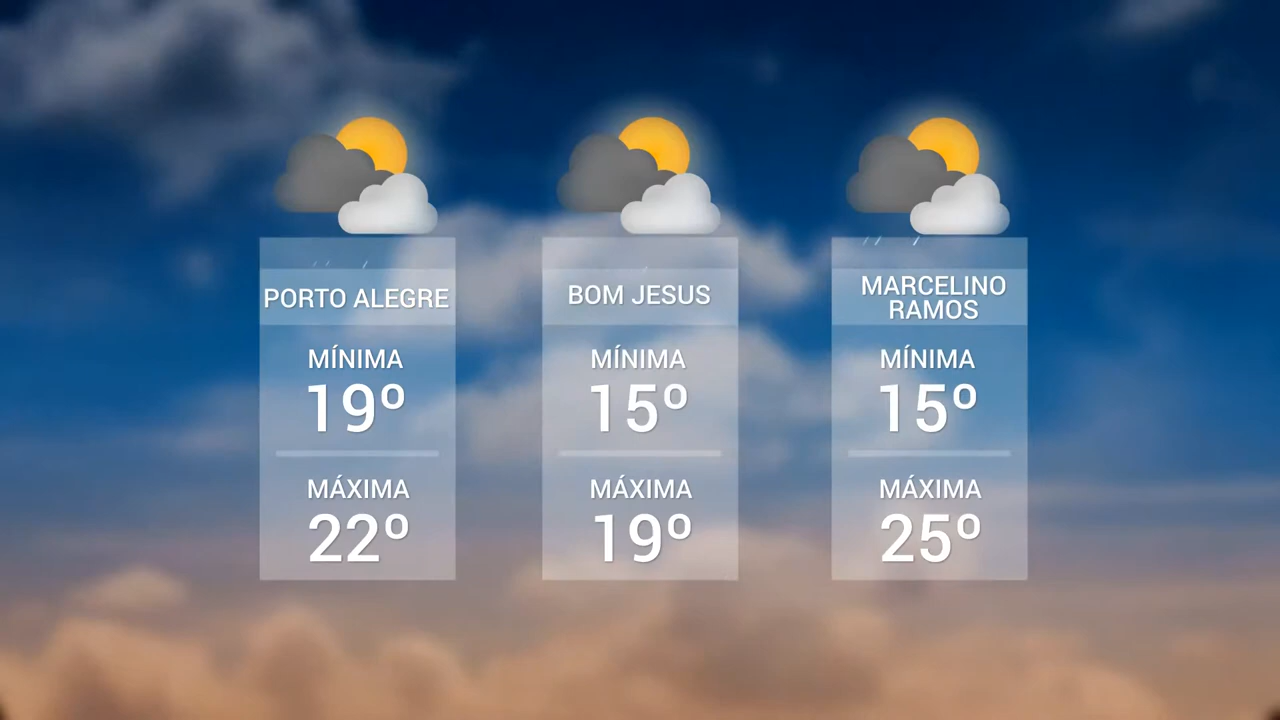 PORTO ALEGRE
MÍNIMA
19º
MÁXIMA
22º
BOM JESUS
MÍNIMA
15º
MÁXIMA
19º
MARCELINO
RAMOS
MÍNIMA
15º
MÁXIMA
25º